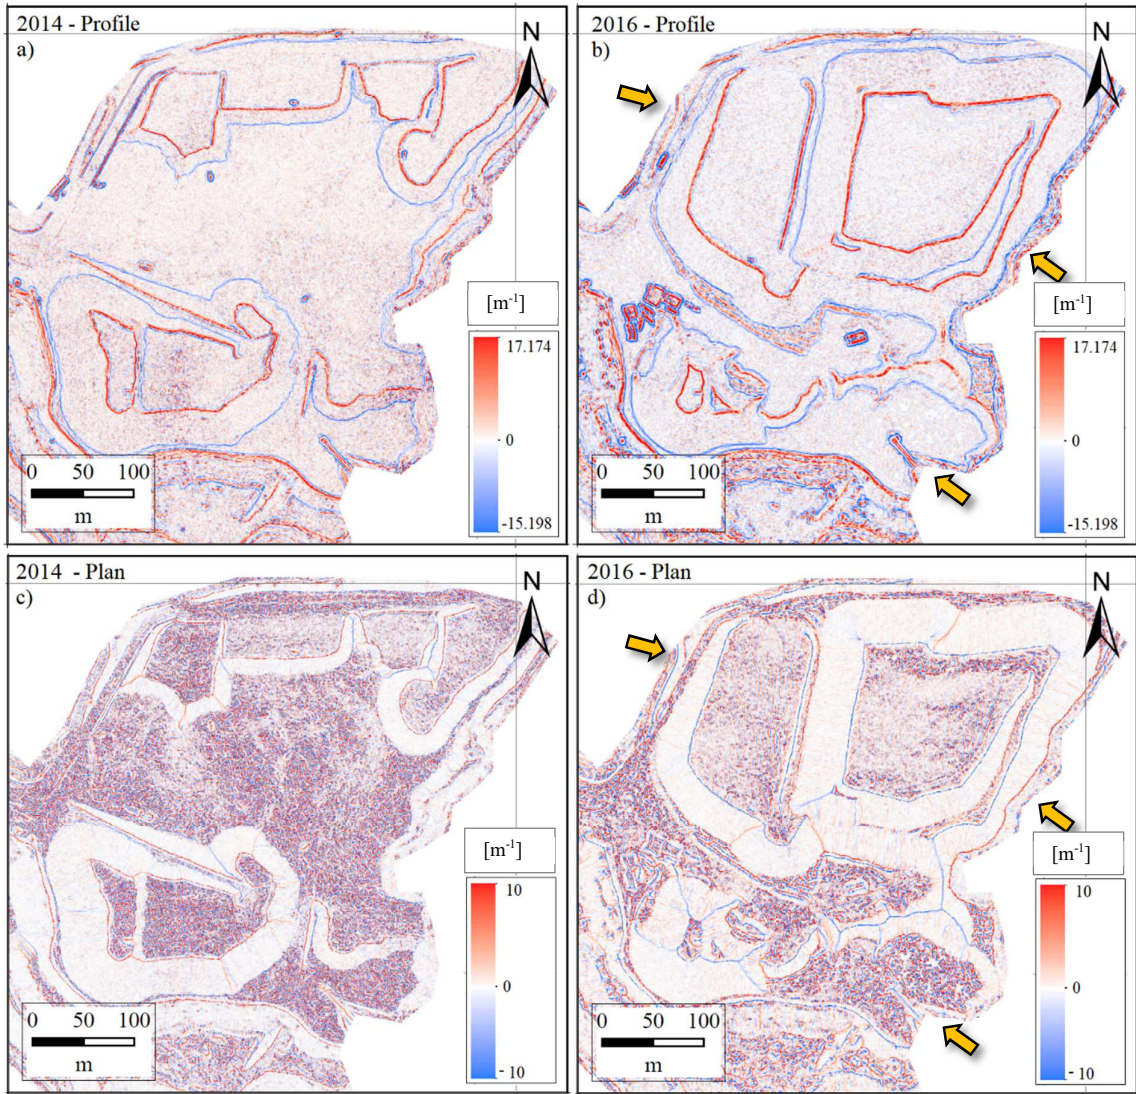 2014 - Profile
a)
N
[m-1]
17.174
0
-15.198
0 50 100
m
2016 - Profile
b)
N
[m-1]
17.174
0
-15.198
0 50 100
m
2014 - Plan
c)
N
[m-1]
10
0
- 10
0 50 100
m
2016 - Plan
d)
N
[m-1]
10
0
- 10
0 50 100
m